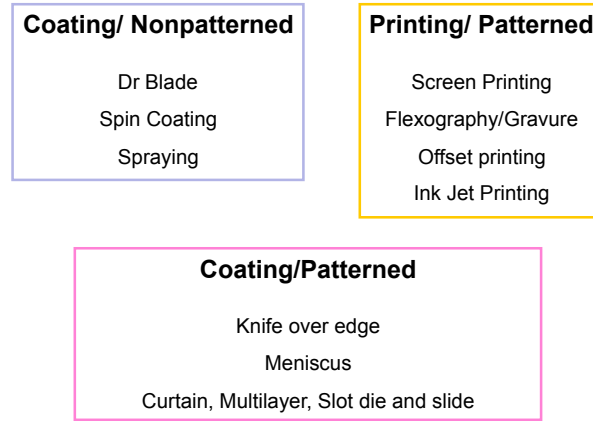 Coating/ Nonpatterned
Dr Blade
Spin Coating
Spraying
Printing/ Patterned
Screen Printing
Flexography/Gravure
Offset printing
Ink Jet Printing
Coating/Patterned
Knife over edge
Meniscus
Curtain, Multilayer, Slot die and slide